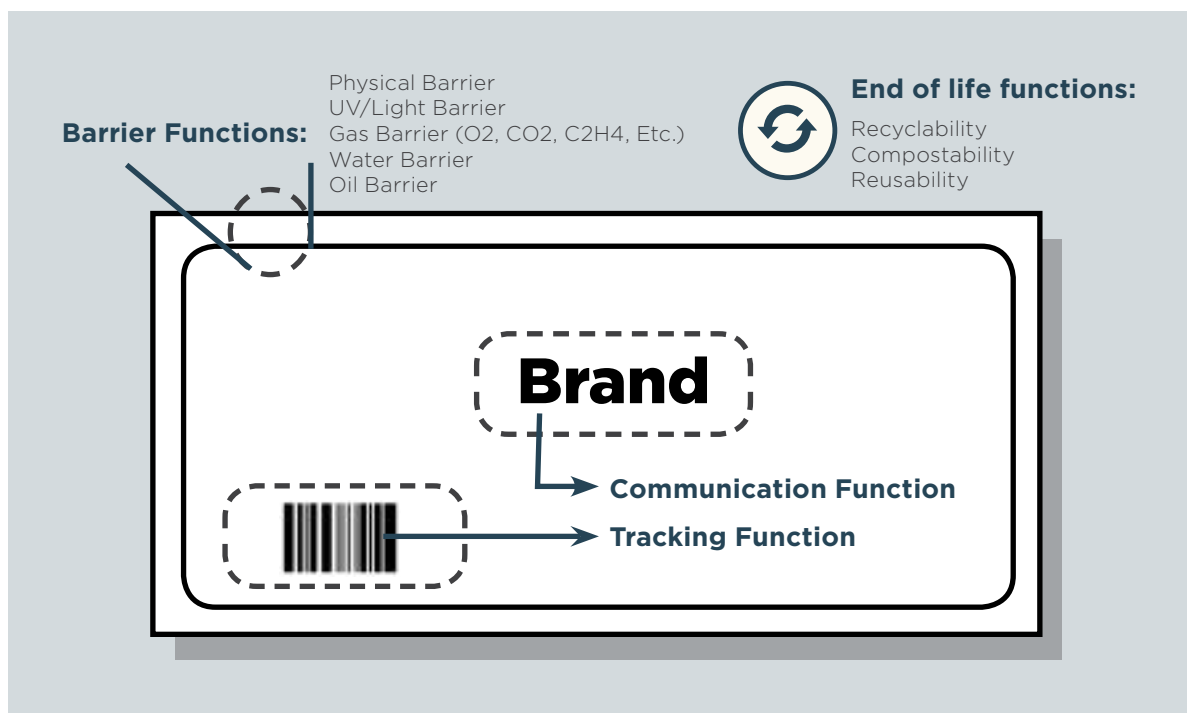 Barrier Functions:
Physical Barrier
UV/Light Barrier
Gas Barrier (O2, CO2, C2H4, Etc.)
Water Barrier
Oil Barrier
End of life functions:
Recyclability
Compostability
Reusability
Brand
Communication Function
Tracking Function